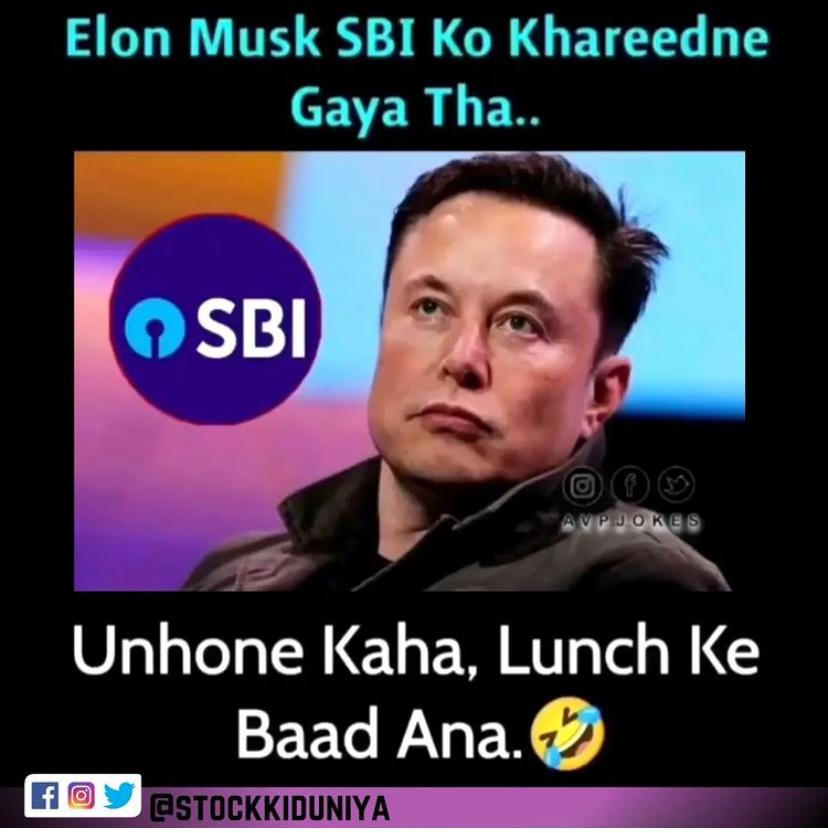 Elon Musk SBI Ko Khareedne
Gaya Tha..
SBI
AVPJOKES
Unhone Kaha, Lunch Ke
Baad Ana.🤣
@STOCKKIDUNIYA